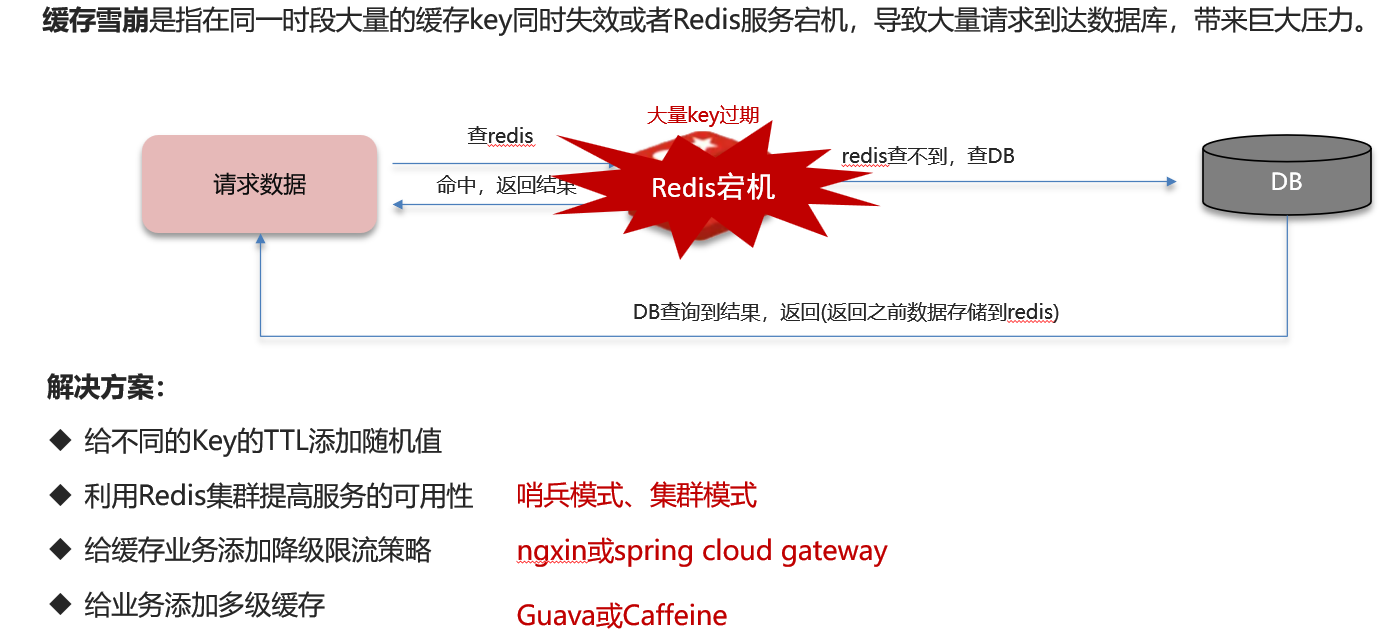 缓存雪崩是指在同一时段大量的缓存key同时失效或者Redis服务宕机，导致大量请求到达数据库，带来巨大压力。
大量key过期
查redis
redis查不到，查DB
请求数据
命中，返回结果
Redis宕机
DB
DB查询到结果，返回(返回之前数据存储到redis)
解决方案：
◆ 给不同的Key的TTL添加随机值
◆ 利用Redis集群提高服务的可用性 哨兵模式、集群模式
◆ 给缓存业务添加降级限流策略 ngxin或spring cloud gateway
◆ 给业务添加多级缓存 Guava或Caffeine